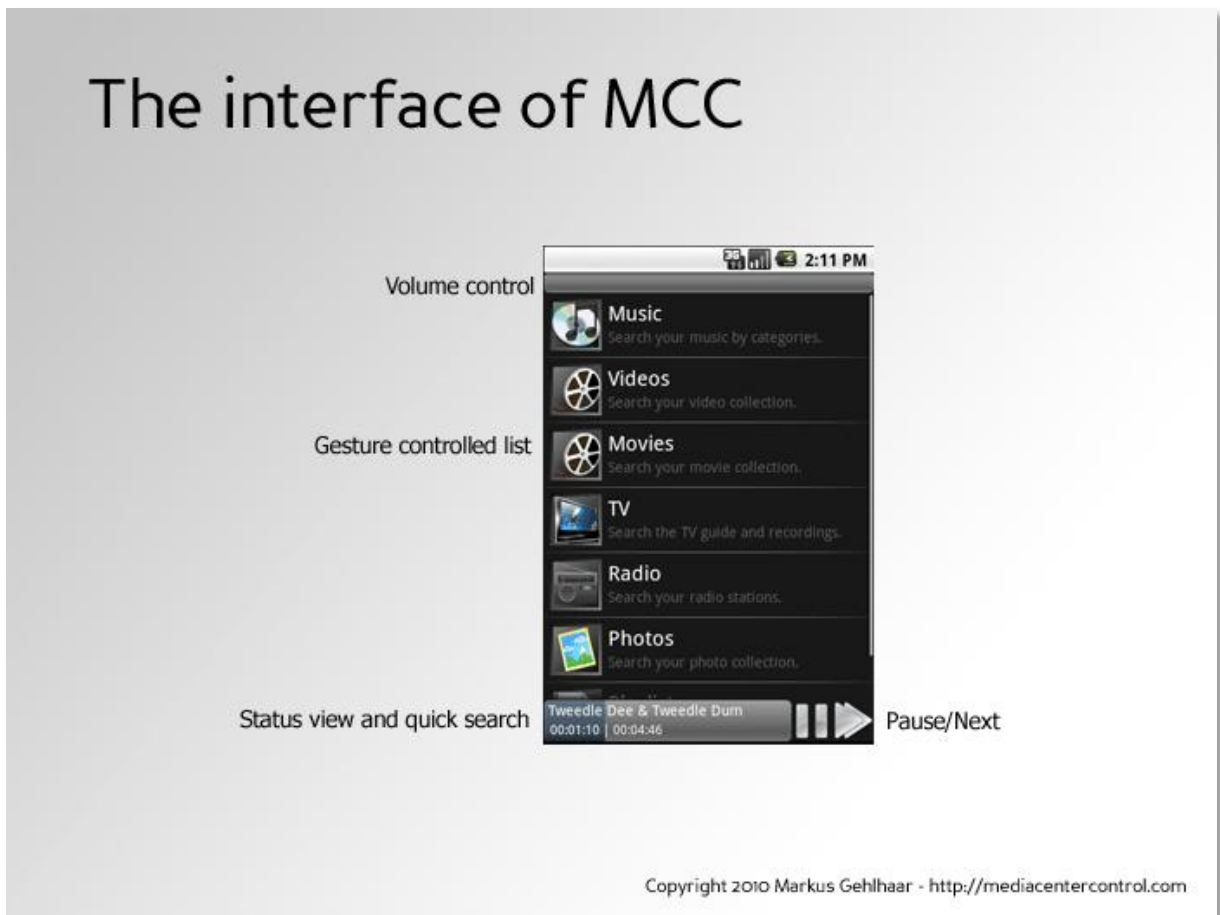 The interface of MCC
2:11 PM
Volume control
Music
Search your music by categories.
Videos
Search your video collection.
Gesture controlled list
Movies
Search your movie collection.
TV
Search the TV guide and recordings.
Radio
Search your radio stations.
Photos
Search your photo collection.
Status view and quick search
Tweedle Dee & Tweedle Dum
00:01:10 | 00:04:46
Pause/Next
Copyright 2010 Markus Gehlhaar - http://mediacentercontrol.com